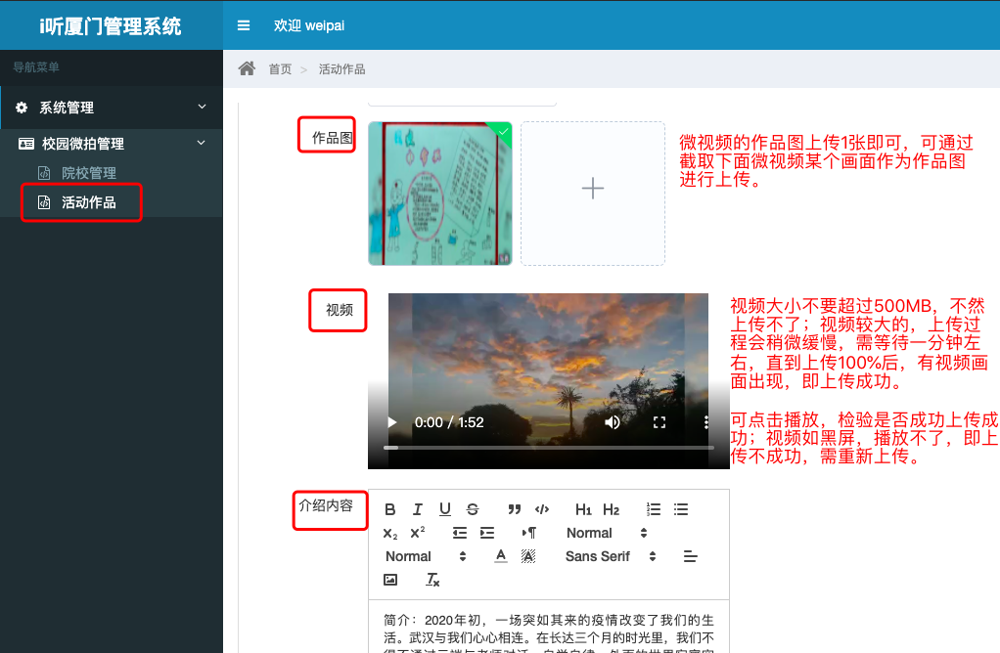 i听厦门管理系统
欢迎 weipai
导航菜单
首页 > 活动作品
系统管理
校园微拍管理
院校管理
活动作品
作品图
微视频的作品图上传1张即可，可通过
截取下面微视频某个画面作为作品图
进行上传。
视频
0:00 / 1:52
视频大小不要超过500MB，不然
上传不了；视频较大的，上传过
程会稍微缓慢，需等待一分钟左
右，直到上传100%后，有视频画
面出现，即上传成功。
可点击播放，检验是否成功上传成
功；视频如黑屏，播放不了，即上
传不成功，需重新上传。
介绍内容
B I U S ” </> H1 H2
x2 x2 Normal
Normal A A Sans Serif
Tx
简介：2020年初，一场突如其来的疫情改变了我们的生
活。武汉与我们心心相连。在长达三个月的时光里，我们不